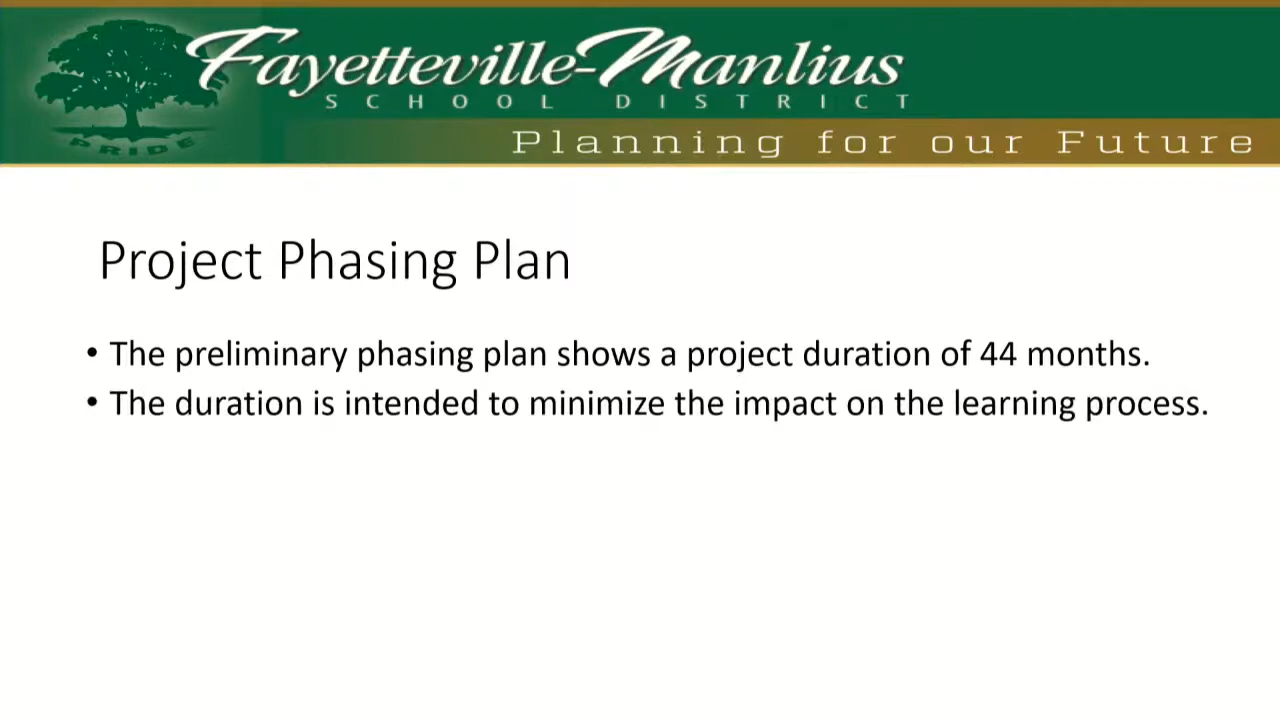 Fayetteville-Manlius
SCHOOL DISTRICT
PRIDE
Planning for our Future
Project Phasing Plan
• The preliminary phasing plan shows a project duration of 44 months.
• The duration is intended to minimize the impact on the learning process.